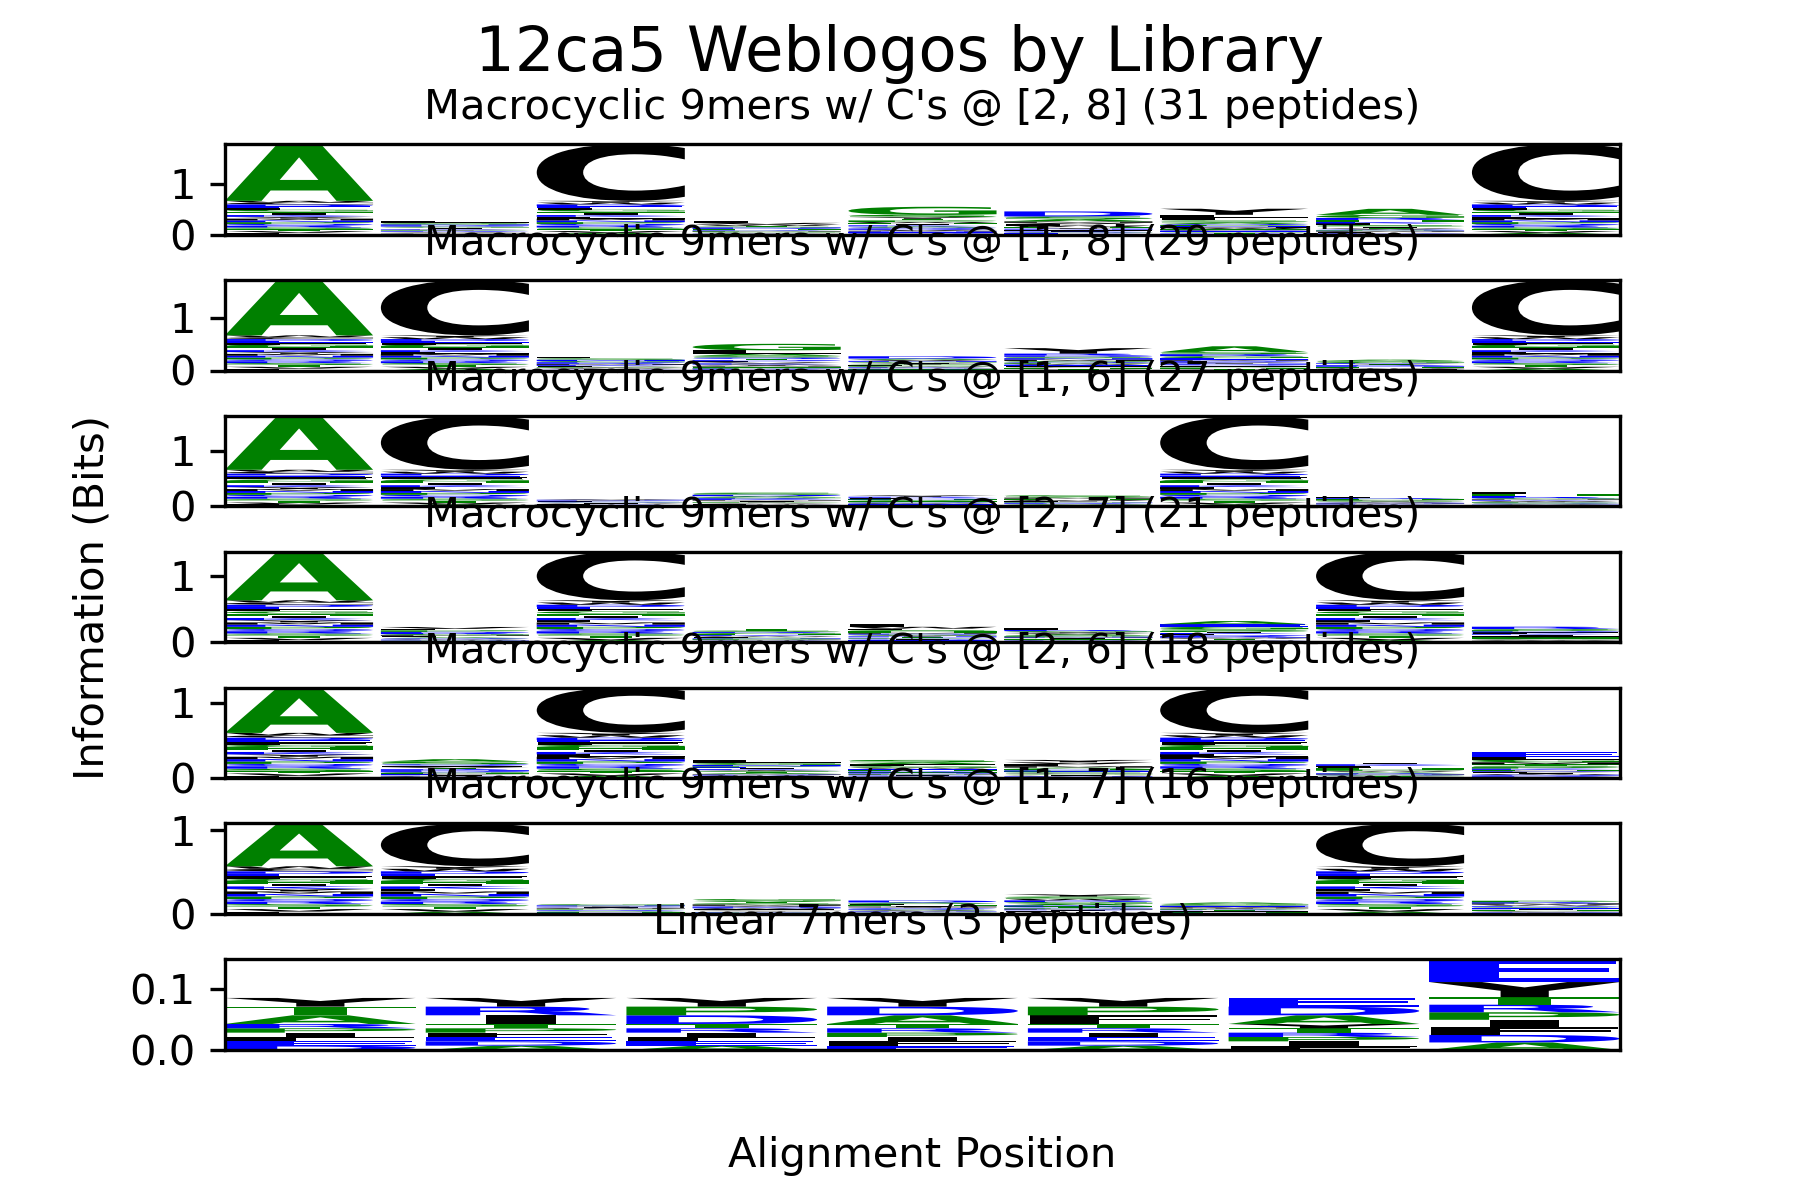 12ca5 Weblogos by Library
Macrocyclic 9mers w/ C's @ [2, 8] (31 peptides)
1
A C C
0
Macrocyclic 9mers w/ C's @ [1, 8] (29 peptides)
1
A C C
0
Macrocyclic 9mers w/ C's @ [1, 6] (27 peptides)
1
A C C
0
Macrocyclic 9mers w/ C's @ [2, 7] (21 peptides)
1
A C C
0
Macrocyclic 9mers w/ C's @ [2, 6] (18 peptides)
1
A C C
0
Macrocyclic 9mers w/ C's @ [1, 7] (16 peptides)
1
A C C
0
Linear 7mers (3 peptides)
0.1
0.0
Information (Bits)
Alignment Position